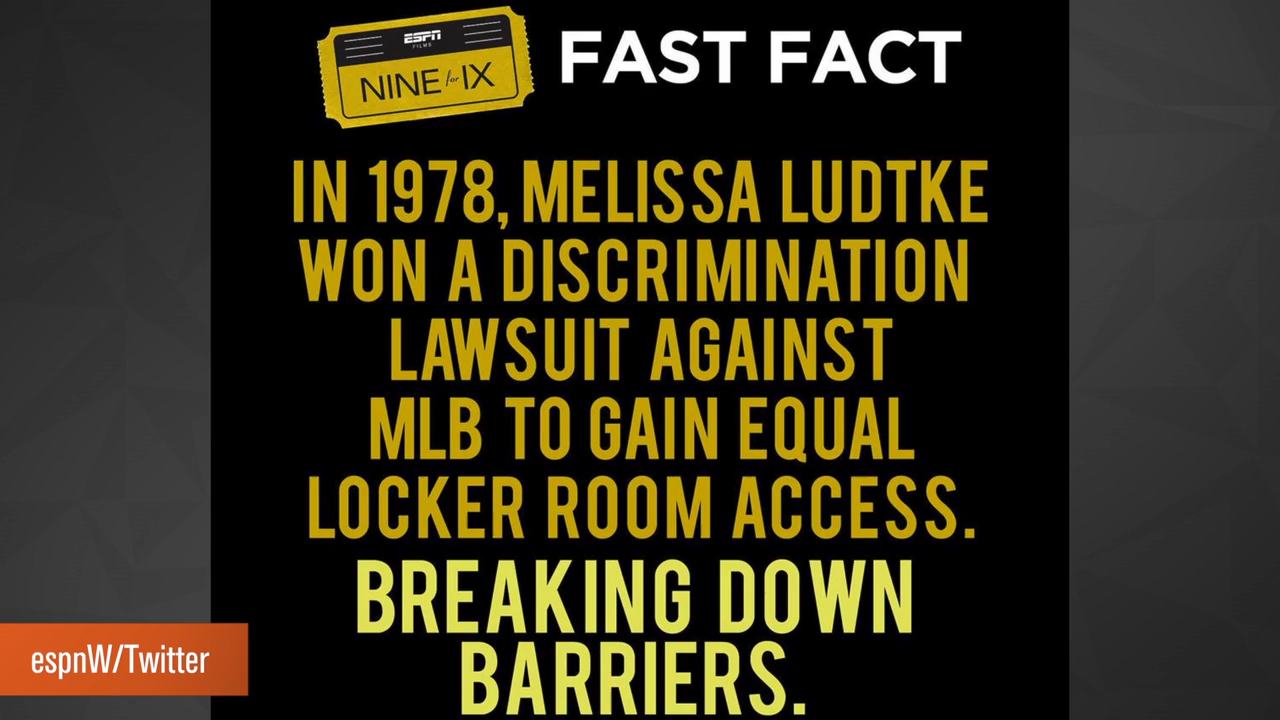 ESPN
FILMS
NINE for IX
FAST FACT
IN 1978, MELISSA LUDTKE
WON A DISCRIMINATION
LAWSUIT AGAINST
MLB TO GAIN EQUAL
LOCKER ROOM ACCESS.
BREAKING DOWN
BARRIERS.
espnW/Twitter